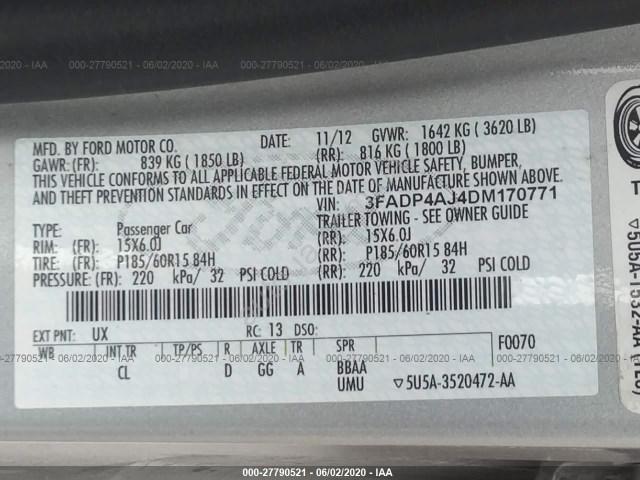 000-27790521 - 06/02/2020 - IAA
MFD. BY FORD MOTOR CO. DATE: 11/12 GVWR: 1642 KG ( 3620 LB)
GAWR: (FR): 839 KG ( 1850 LB) (RR): 816 KG ( 1800 LB)
THIS VEHICLE CONFORMS TO ALL APPLICABLE FEDERAL MOTOR VEHICLE SAFETY, BUMPER,
AND THEFT PREVENTION STANDARDS IN EFFECT ON THE DATE OF MANUFACTURE SHOWN ABOVE.
VIN: 3FADP4AJ4DM170771
TYPE: Passenger Car TRAILER TOWING - SEE OWNER GUIDE
RIM: (FR): 15X6.0J (RR): 15X6.0J
TIRE: (FR): P185/60R15 84H (RR): P185/60R15 84H
PRESSURE: (FR): 220 kPa/ 32 PSI COLD (RR): 220 kPa/ 32 PSI COLD
EXT PNT: UX RC: 13 DSO:
WB INT TR TP/PS R AXLE TR SPR F0070
CL D GG A BBAA
UMU ▽5U5A-3520472-AA
000-27790521 - 06/02/2020 - IAA